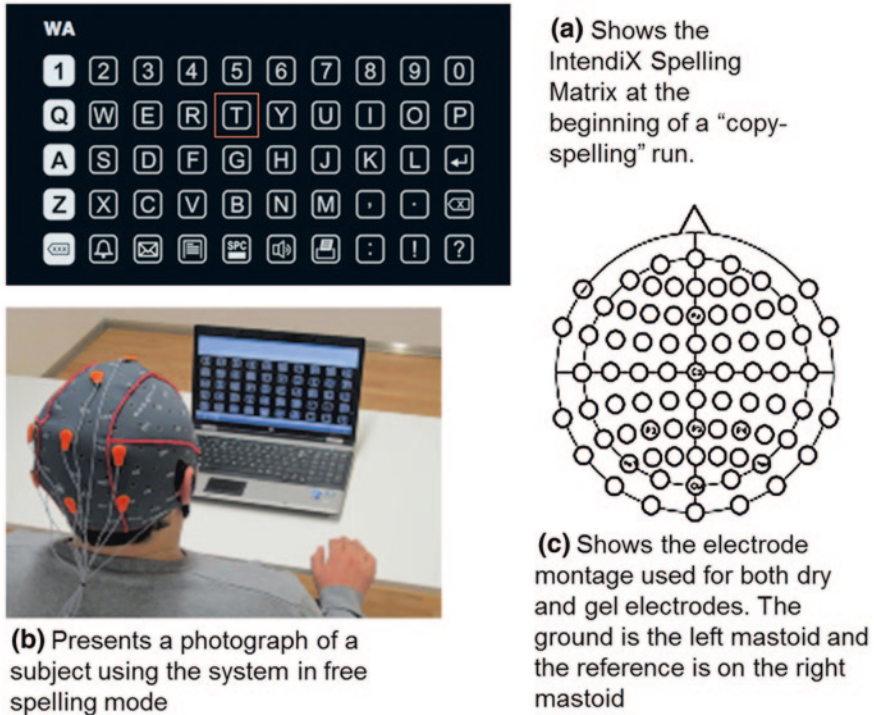 WA
1 2 3 4 5 6 7 8 9 0
Q W E R T Y U I O P
A S D F G H J K L
Z X C V B N M , .
SPC : ! ?
(a) Shows the
IntendiX Spelling
Matrix at the
beginning of a “copy-
spelling” run.
Cz
(b) Presents a photograph of a
subject using the system in free
spelling mode
(c) Shows the electrode
montage used for both dry
and gel electrodes. The
ground is the left mastoid and
the reference is on the right
mastoid